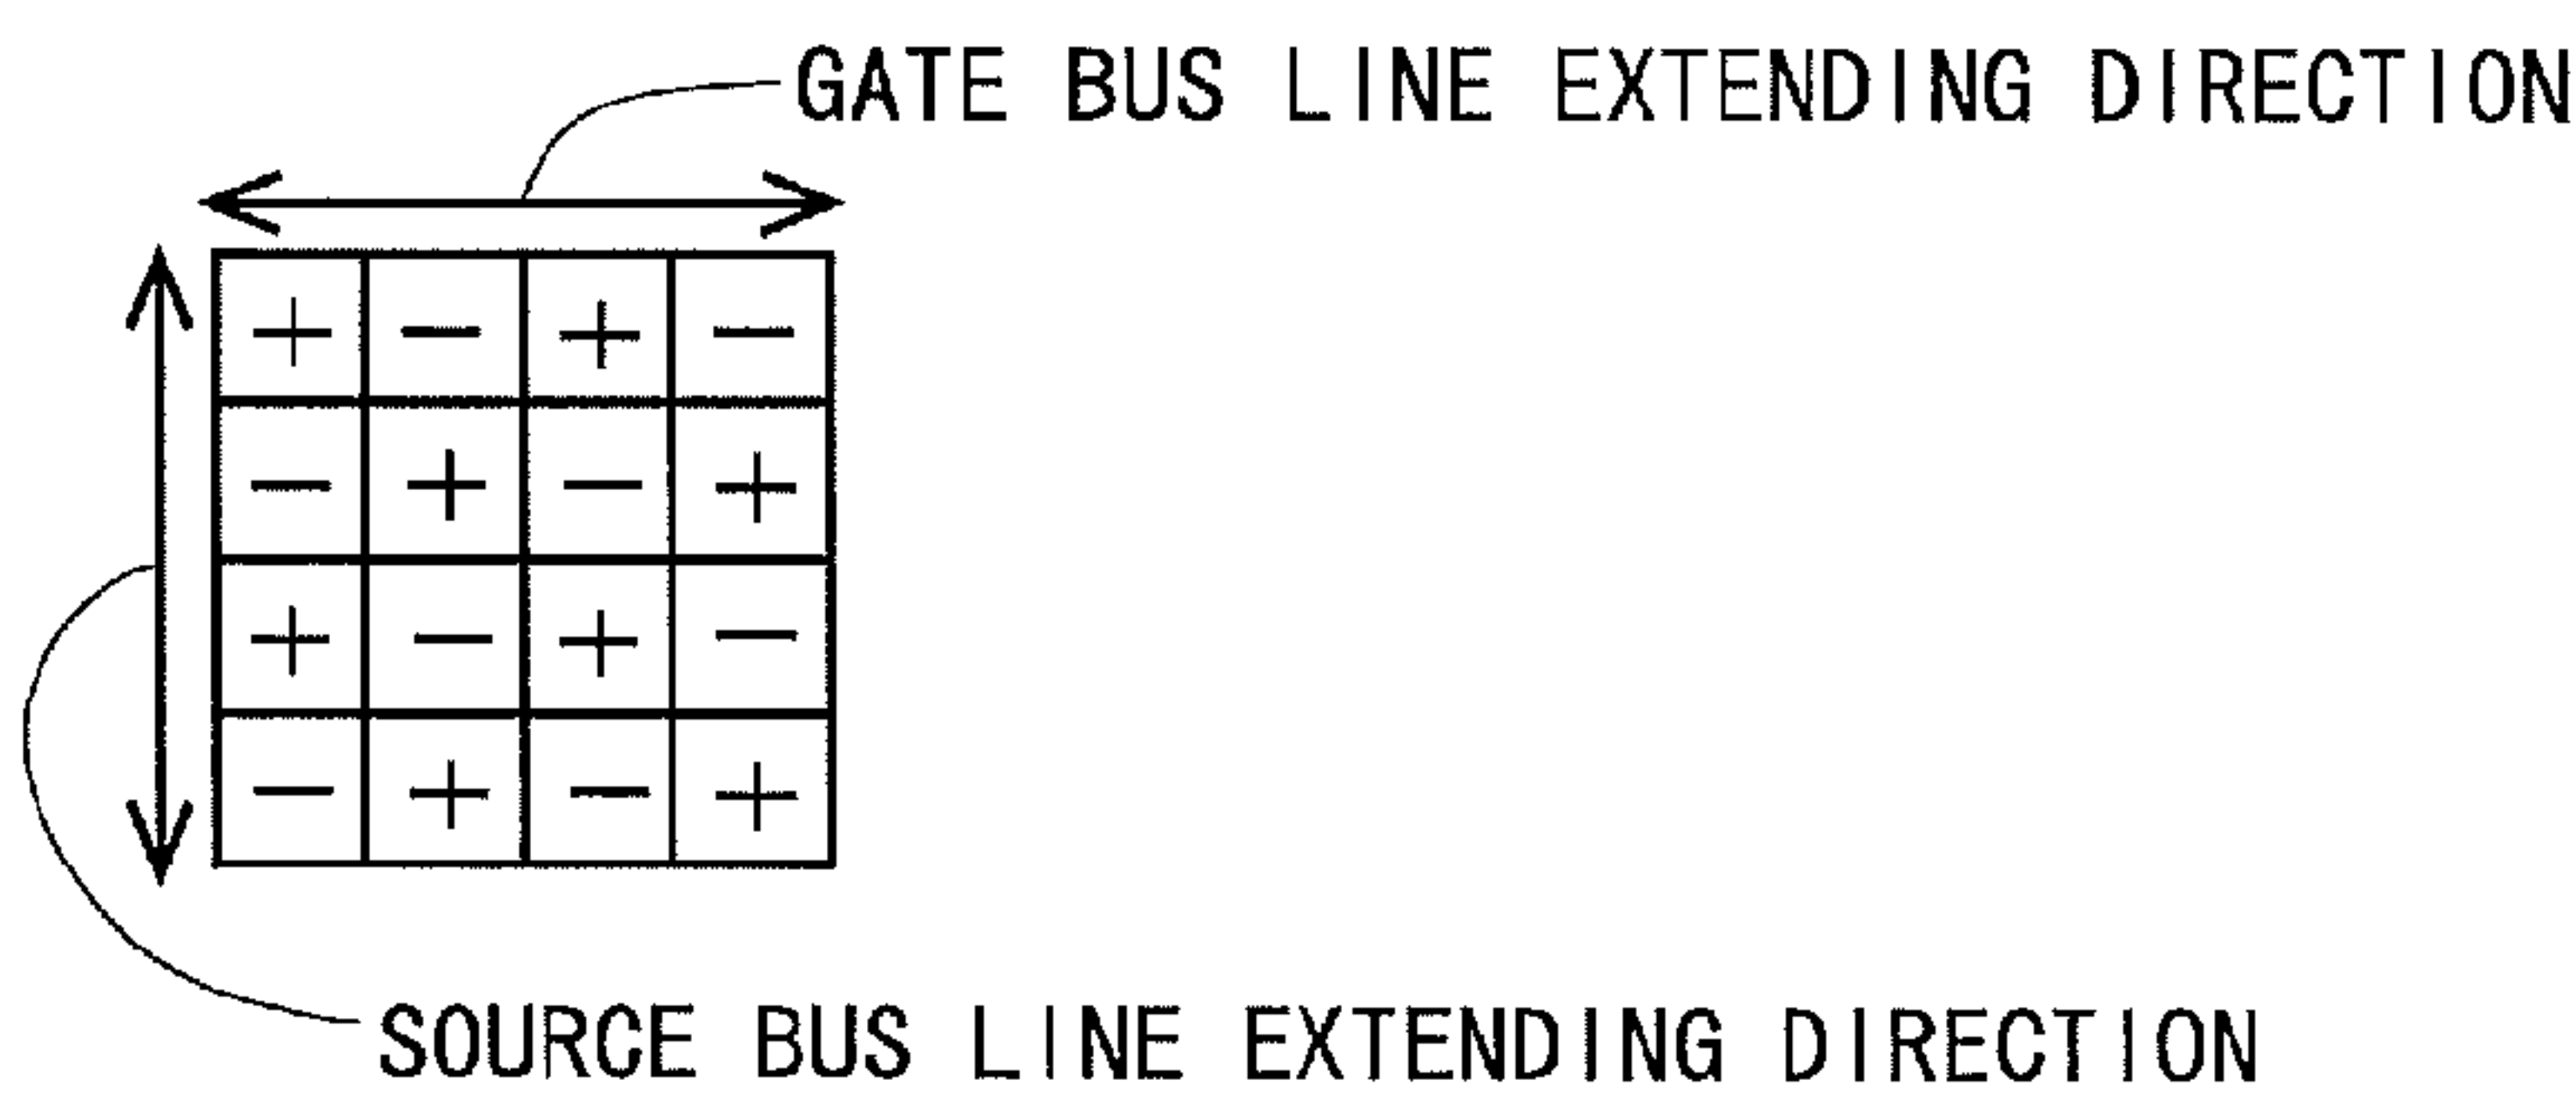 GATE BUS LINE EXTENDING DIRECTION
+ − + −
− + − +
+ − + −
− + − +
SOURCE BUS LINE EXTENDING DIRECTION